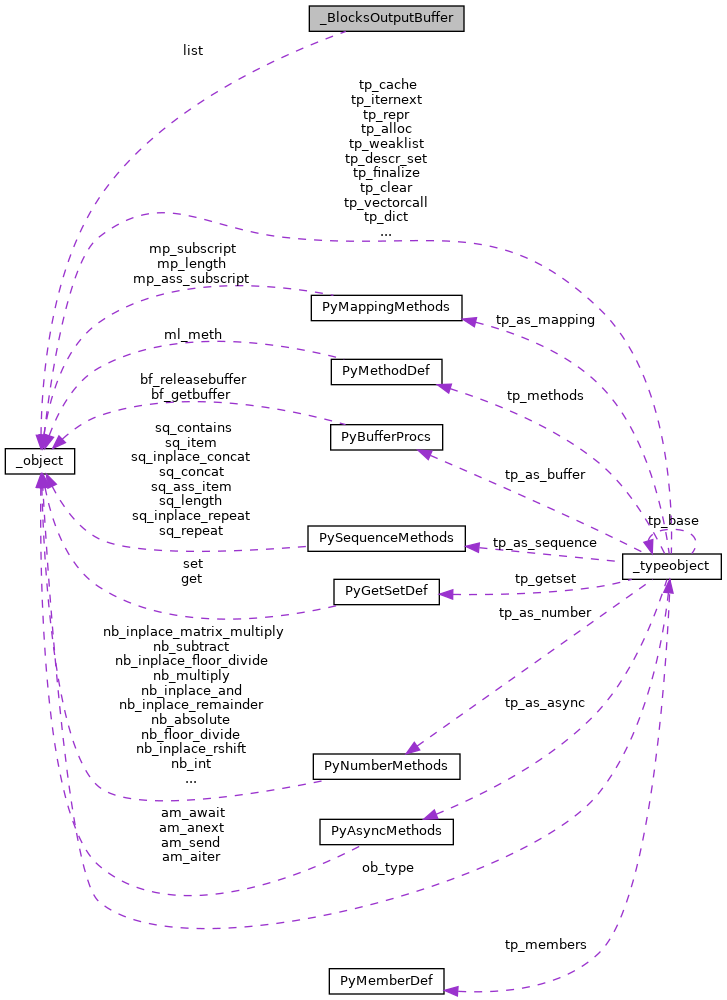 _BlocksOutputBuffer
list
tp_cache
tp_iternext
tp_repr
tp_alloc
tp_weaklist
tp_descr_set
tp_finalize
tp_clear
tp_vectorcall
tp_dict
...
mp_subscript
mp_length
mp_ass_subscript
PyMappingMethods
tp_as_mapping
ml_meth
PyMethodDef
tp_methods
bf_releasebuffer
bf_getbuffer
PyBufferProcs
_object
tp_as_buffer
sq_contains
sq_item
sq_inplace_concat
sq_concat
sq_ass_item
sq_length
sq_inplace_repeat
sq_repeat
PySequenceMethods
tp_as_sequence
tp_base
_typeobject
set
get
PyGetSetDef
tp_getset
tp_as_number
nb_inplace_matrix_multiply
nb_subtract
nb_inplace_floor_divide
nb_multiply
nb_inplace_and
nb_inplace_remainder
nb_absolute
nb_floor_divide
nb_inplace_rshift
nb_int
...
PyNumberMethods
tp_as_async
am_await
am_anext
am_send
am_aiter
PyAsyncMethods
ob_type
tp_members
PyMemberDef